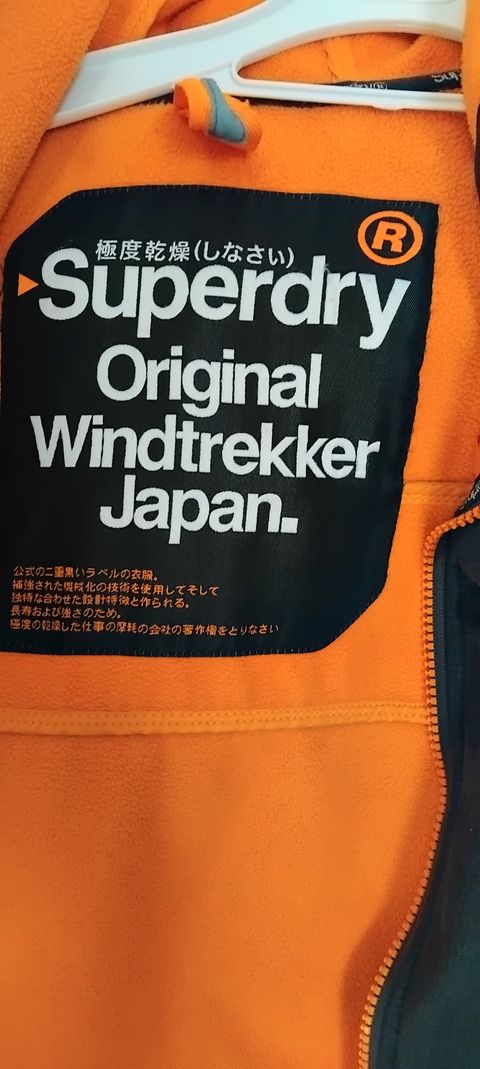 極度乾燥(しなさい)
Superdry
®
Original
Windtrekker
Japan.
公式の二重黒いラベルの衣服。
補強された機械化の技術を使用してそして
独特な合わせた設計特徴と作られる。
長寿および強さのため。
極度の乾燥した仕事の摩耗の会社の著作権をとりなさい